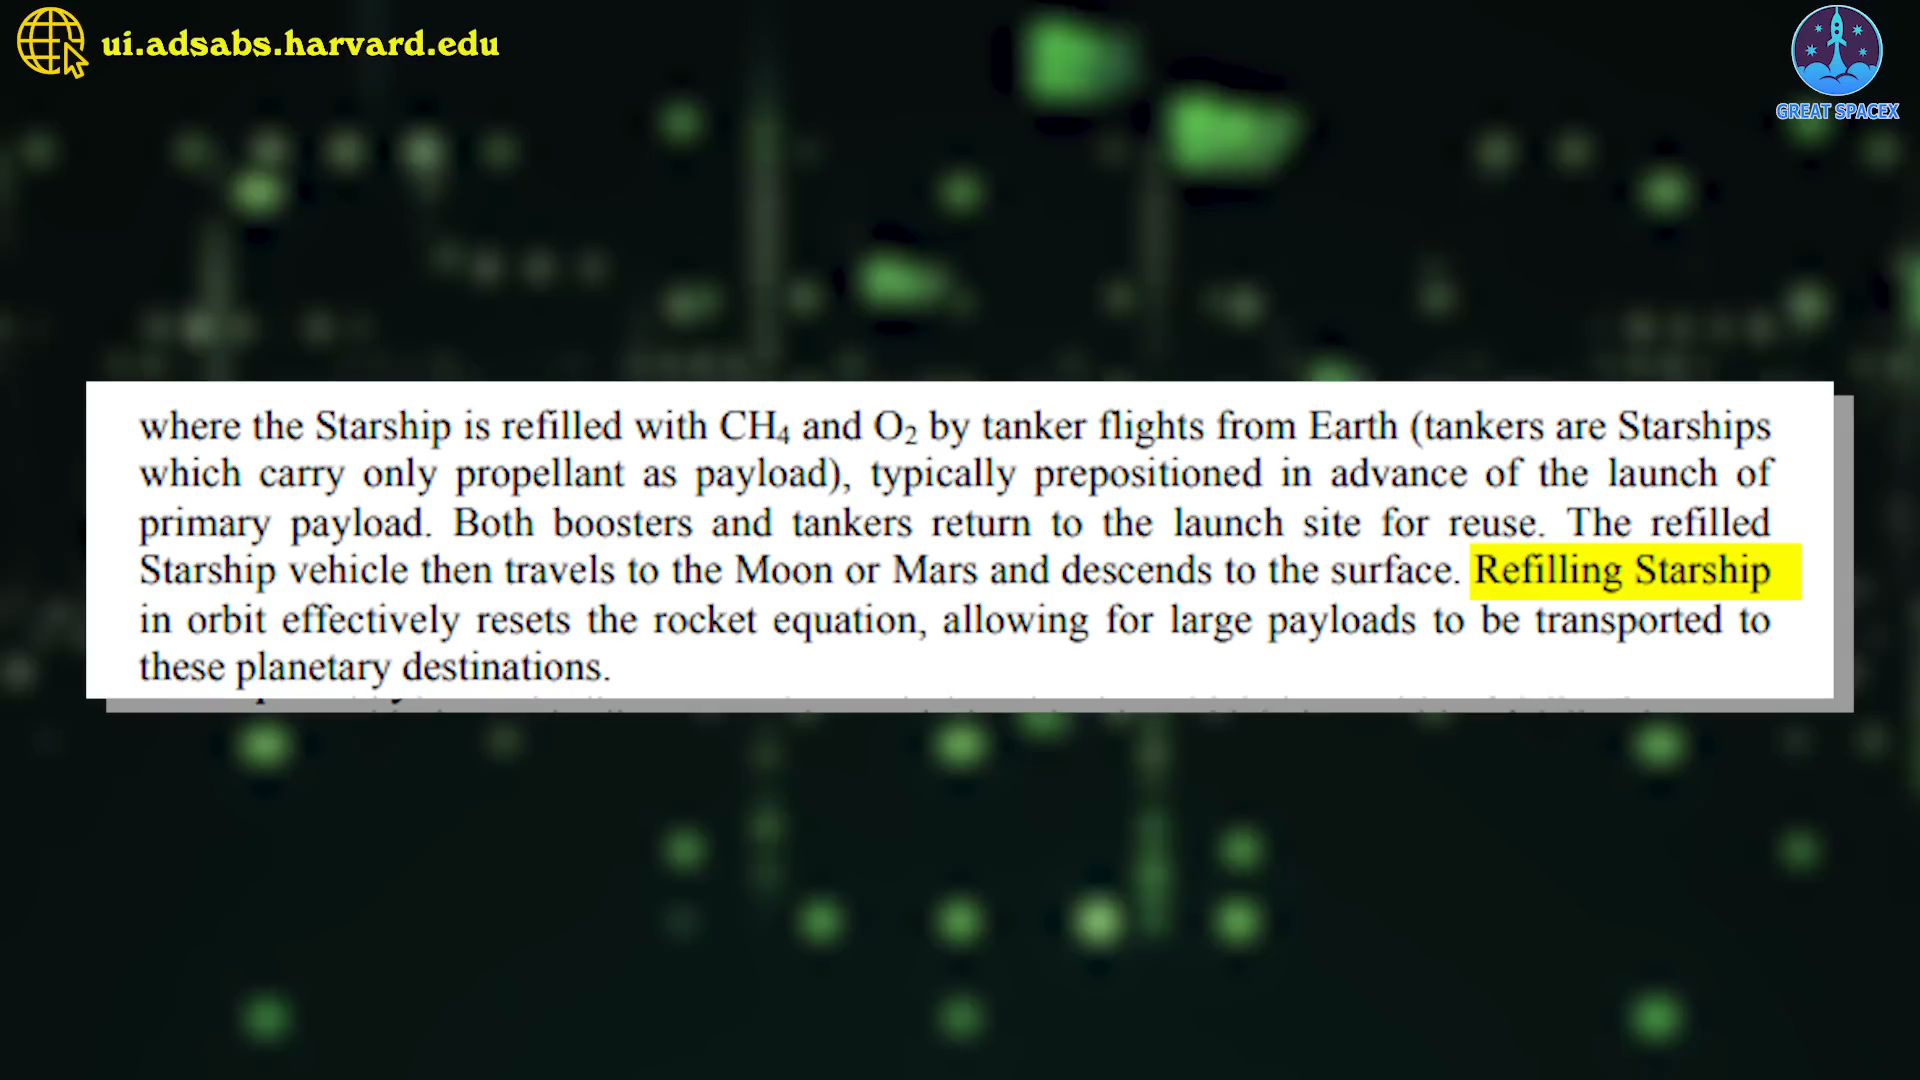 ui.adsabs.harvard.edu
GREAT SPACEX
where the Starship is refilled with CH₄ and O₂ by tanker flights from Earth (tankers are Starships
which carry only propellant as payload), typically prepositioned in advance of the launch of
primary payload. Both boosters and tankers return to the launch site for reuse. The refilled
Starship vehicle then travels to the Moon or Mars and descends to the surface. Refilling Starship
in orbit effectively resets the rocket equation, allowing for large payloads to be transported to
these planetary destinations.